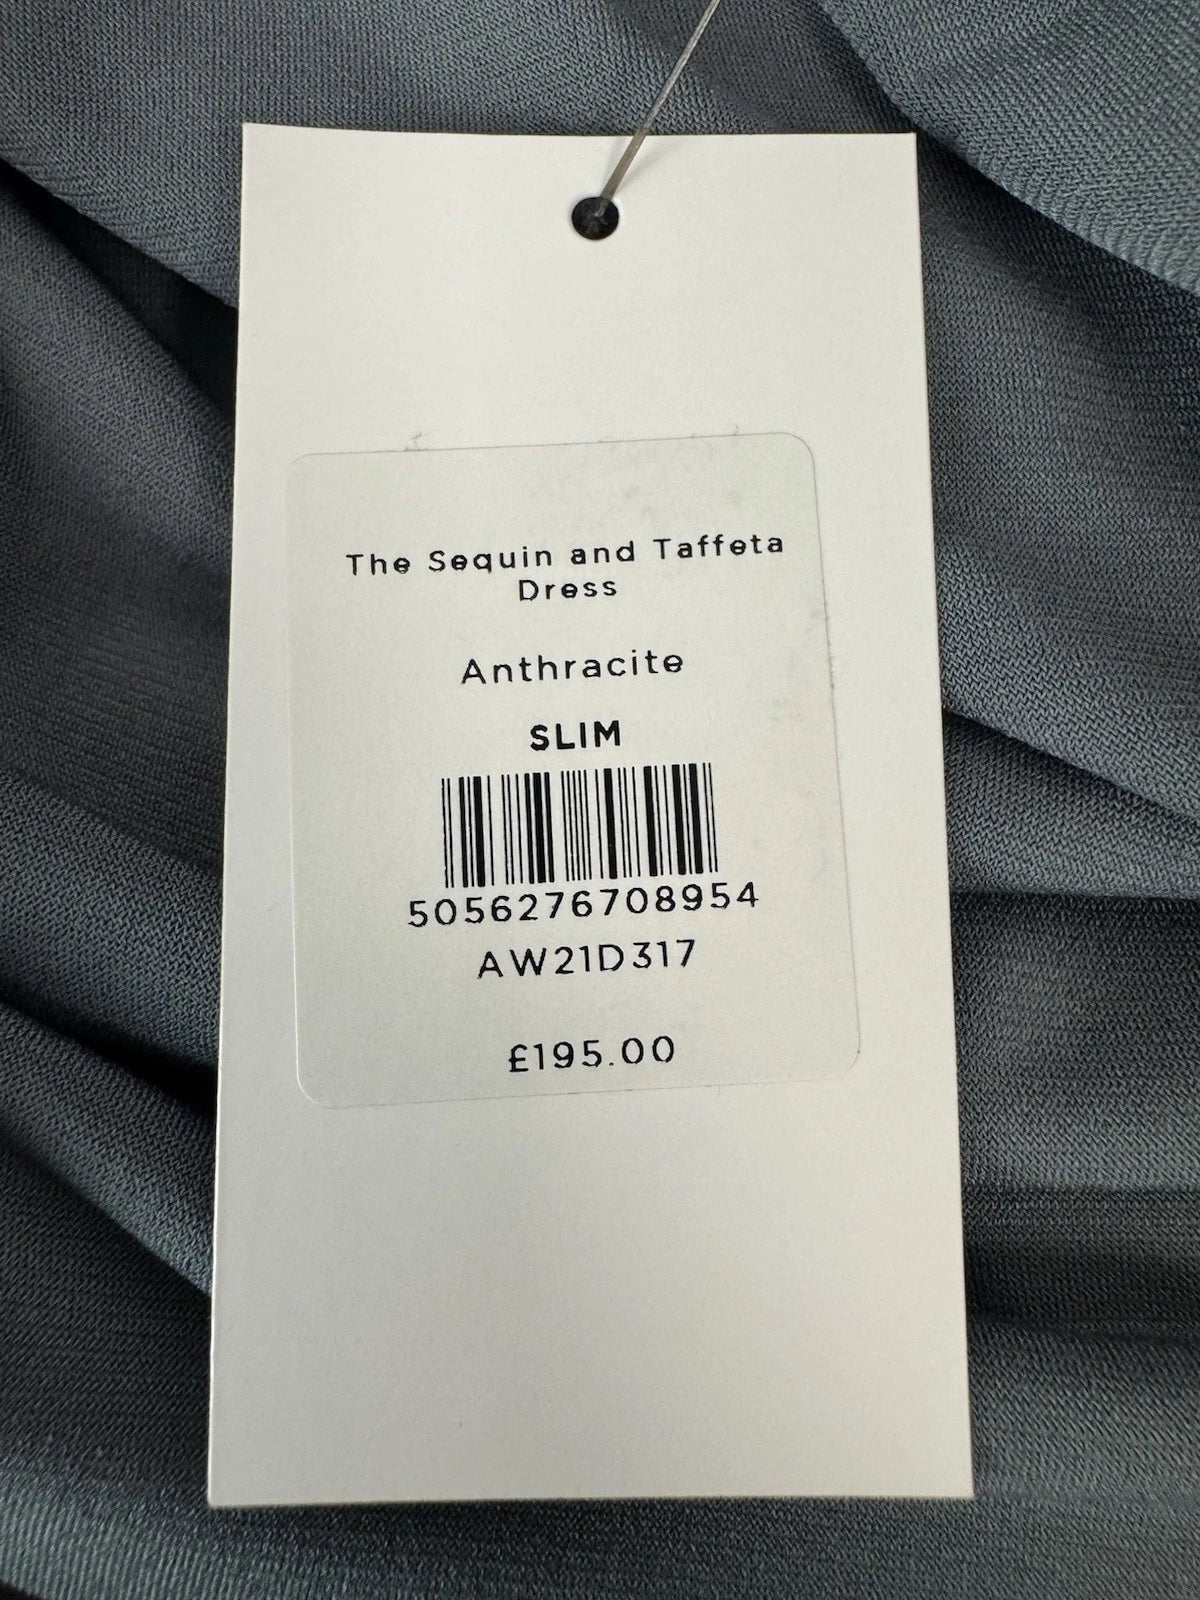 The Sequin and Taffeta
Dress
Anthracite
SLIM
5056276708954
AW21D317
£195.00